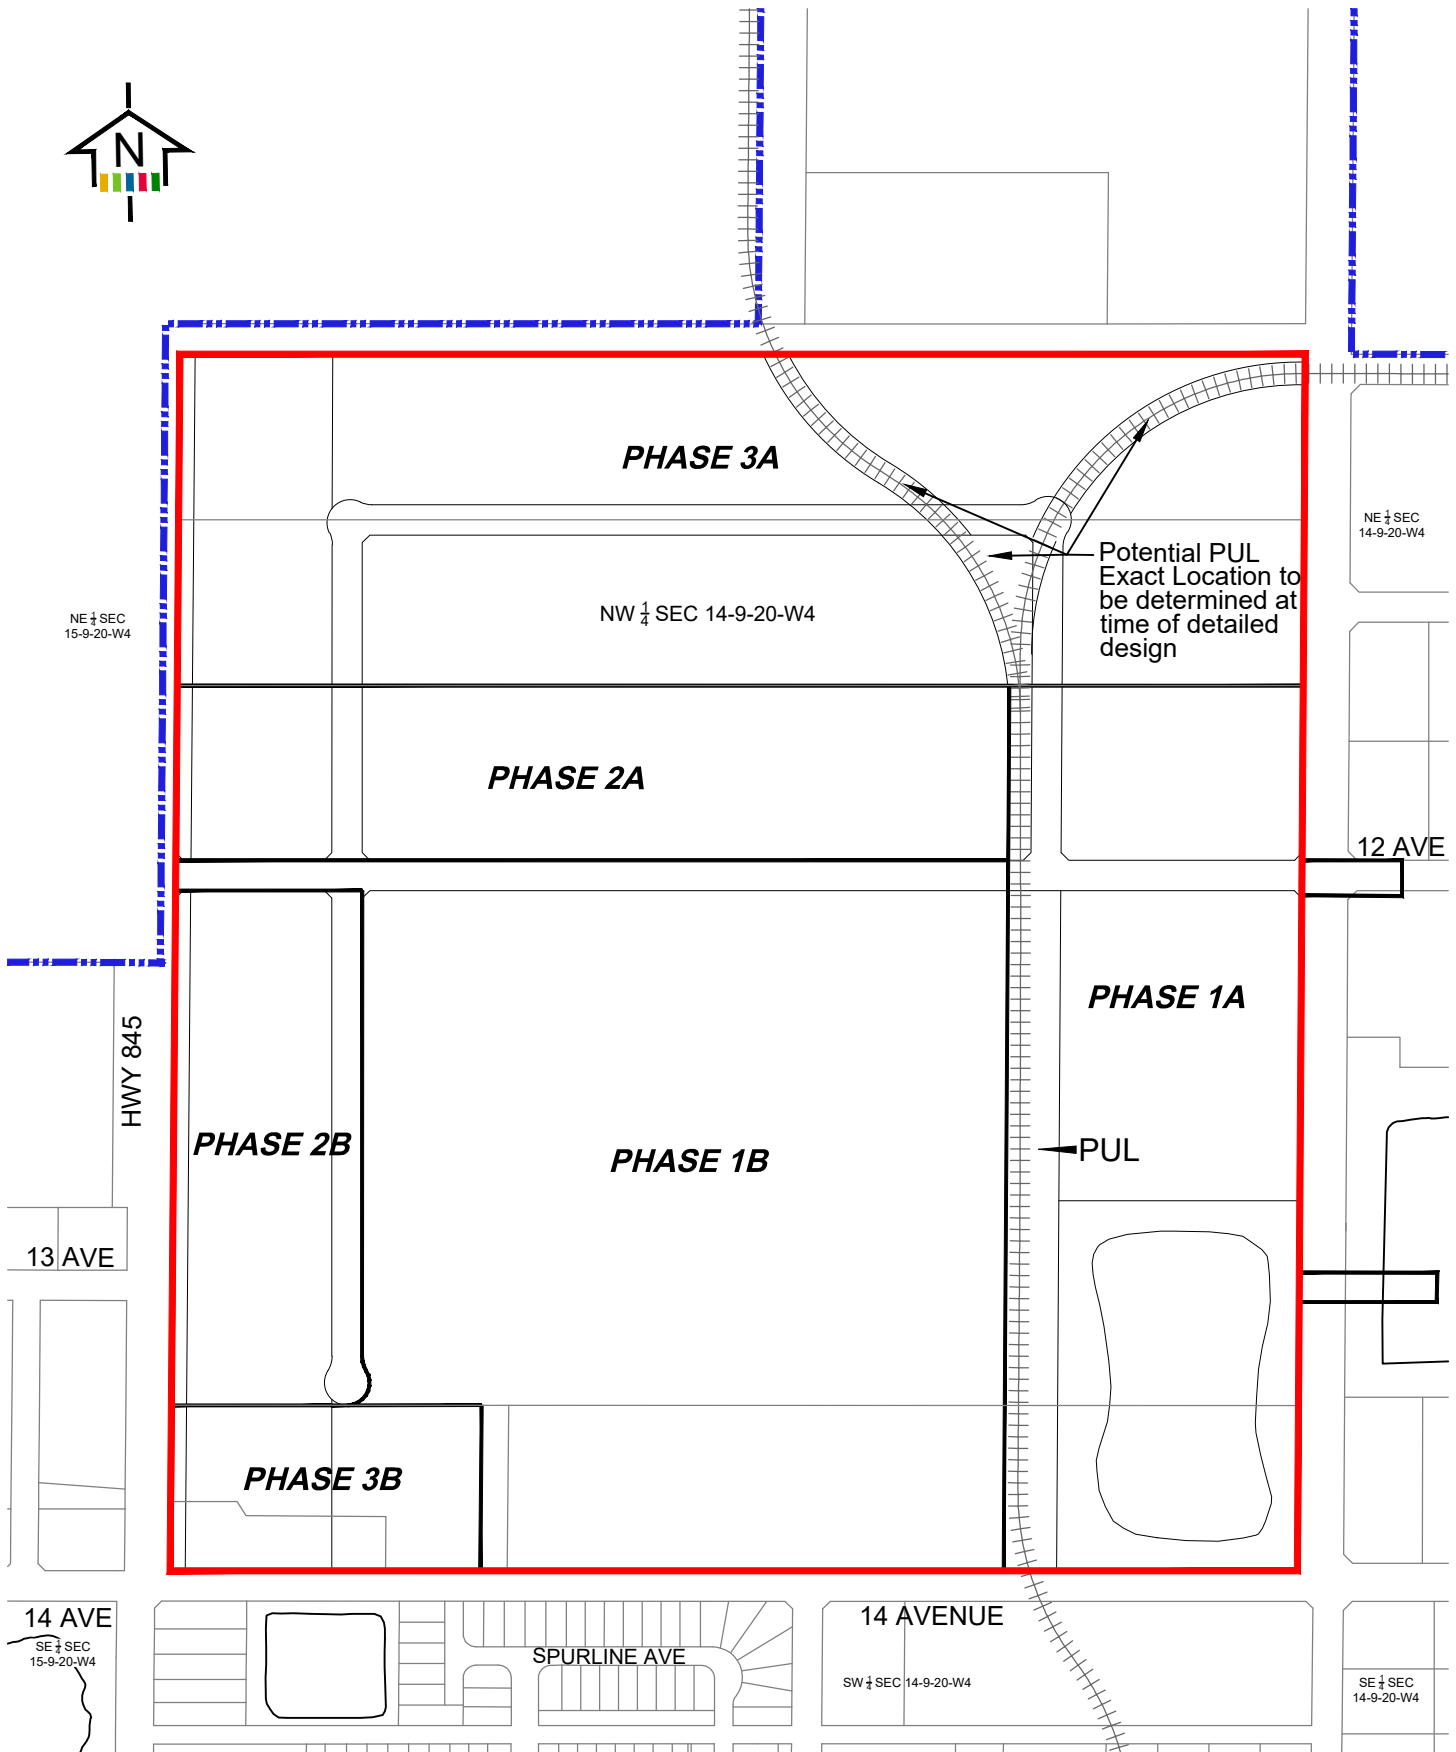 N
PHASE 3A
NE 1/4 SEC
14-9-20-W4
Potential PUL
Exact Location to
be determined at
time of detailed
design
NW 1/4 SEC 14-9-20-W4
NE 1/4 SEC
15-9-20-W4
PHASE 2A
12 AVE
PHASE 1A
HWY 845
PHASE 2B
PHASE 1B
PUL
13 AVE
PHASE 3B
14 AVE
14 AVENUE
SE 1/4 SEC
15-9-20-W4
SPURLINE AVE
SW 1/4 SEC 14-9-20-W4
SE 1/4 SEC
14-9-20-W4